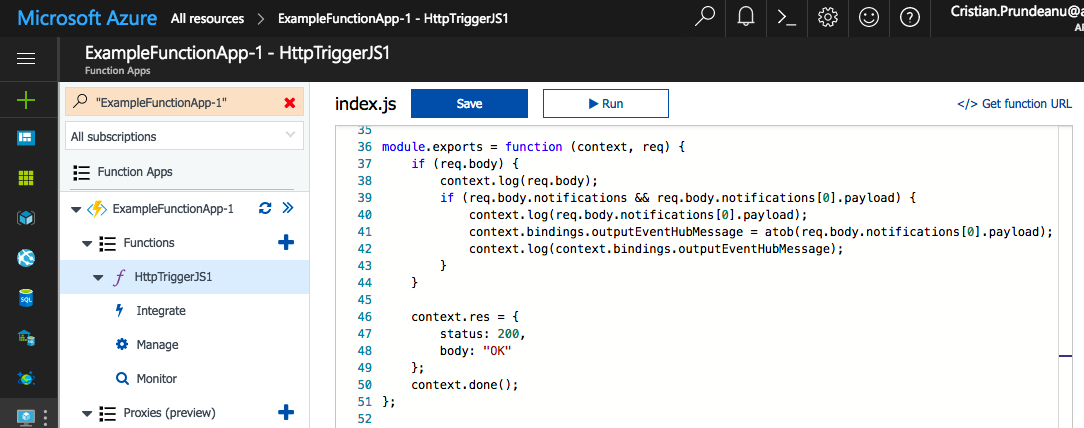 Microsoft Azure All resources > ExampleFunctionApp-1 - HttpTriggerJS1
Cristian.Prundeanu@
ExampleFunctionApp-1 - HttpTriggerJS1
Function Apps
"ExampleFunctionApp-1"
All subscriptions
Function Apps
ExampleFunctionApp-1
Functions
f HttpTriggerJS1
Integrate
Manage
Monitor
Proxies (preview)
SQL
index.js Save Run </> Get function URL
35
36 module.exports = function (context, req) {
37 if (req.body) {
38 context.log(req.body);
39 if (req.body.notifications && req.body.notifications[0].payload) {
40 context.log(req.body.notifications[0].payload);
41 context.bindings.outputEventHubMessage = atob(req.body.notifications[0].payload);
42 context.log(context.bindings.outputEventHubMessage);
43 }
44 }
45
46 context.res = {
47 status: 200,
48 body: "OK"
49 };
50 context.done();
51 };
52